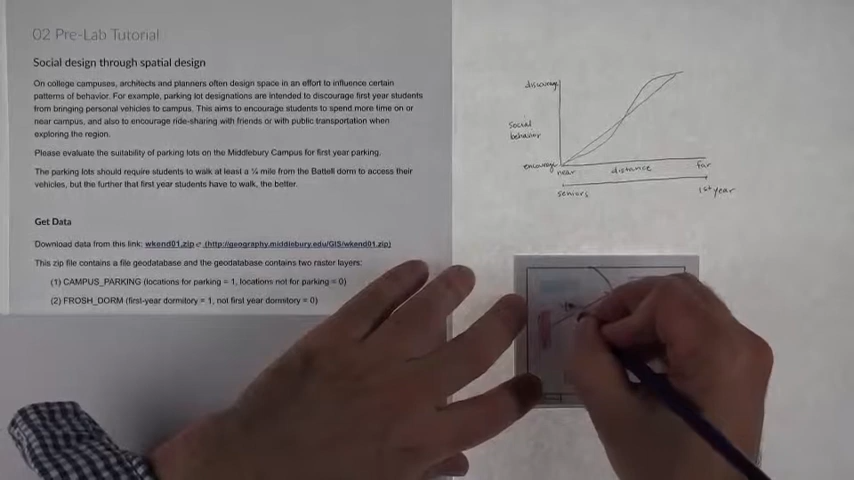 02 Pre-Lab Tutorial
Social design through spatial design
On college campuses, architects and planners often design space in an effort to influence certain
patterns of behavior. For example, parking lot designations are intended to discourage first year students
from bringing personal vehicles to campus. This aims to encourage students to spend more time on or
near campus, and also to encourage ride-sharing with friends or with public transportation when
exploring the region.
Please evaluate the suitability of parking lots on the Middlebury Campus for first year parking.
The parking lots should require students to walk at least a ¼ mile from the Battell dorms to access their
vehicles, but the further that first year students have to walk, the better.
Get Data
Download data from this link: wkend01.zip (http://geography.middlebury.edu/GIS/wkend01.zip)
This zip file contains a file geodatabase and the geodatabase contains two raster layers:
(1) CAMPUS_PARKING (locations for parking = 1, locations not for parking = 0)
(2) FROSH_DORM (first-year dormitory = 1, not first year dormitory = 0)
discourage
social
behavior
encourage
near
distance
far
seniors
1st year